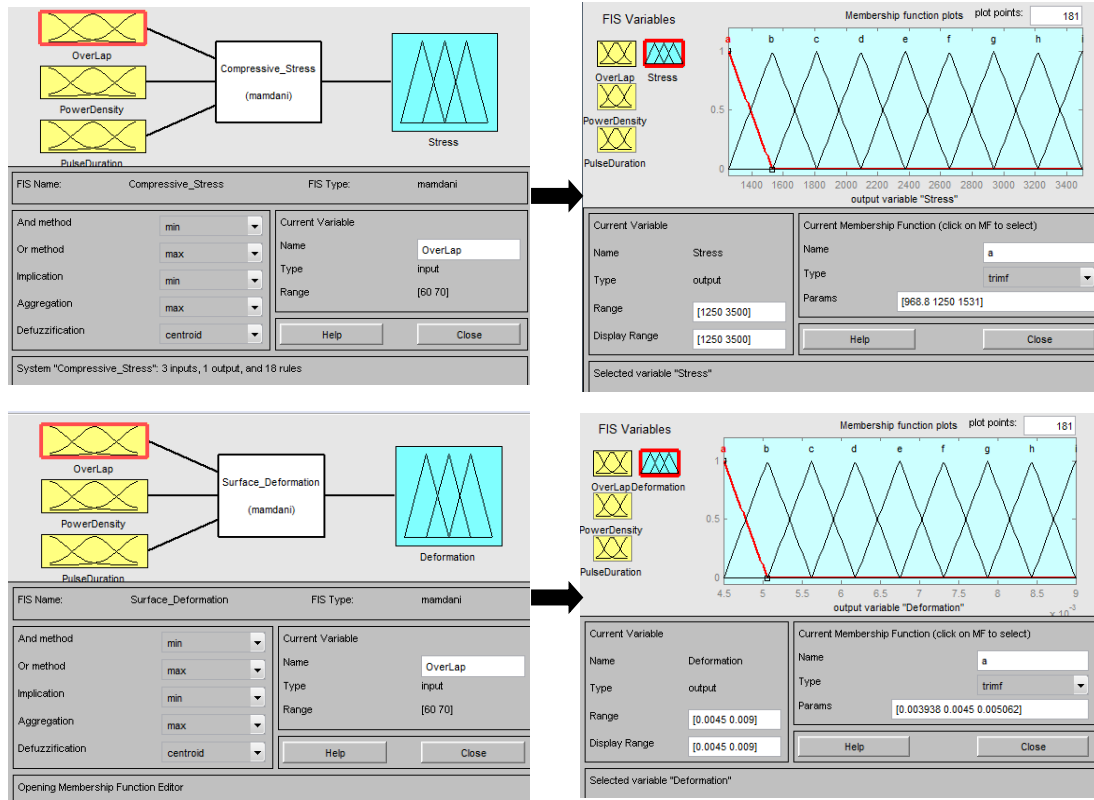 OverLap
PowerDensity
PulseDuration
Compressive_Stress
(mamdani)
Stress
FIS Name: Compressive_Stress FIS Type: mamdani
And method min
Or method max
Implication min
Aggregation max
Defuzzification centroid
Current Variable
Name OverLap
Type input
Range [60 70]
Help Close
System "Compressive_Stress": 3 inputs, 1 output, and 18 rules
FIS Variables
OverLap Stress
PowerDensity
PulseDuration
Membership function plots plot points: 181
a b c d e f g h i
1
0.5
0
1400 1600 1800 2000 2200 2400 2600 2800 3000 3200 3400
output variable "Stress"
Current Variable
Name Stress
Type output
Range [1250 3500]
Display Range [1250 3500]
Current Membership Function (click on MF to select)
Name a
Type trimf
Params [968.8 1250 1531]
Help Close
Selected variable "Stress"
OverLap
PowerDensity
PulseDuration
Surface_Deformation
(mamdani)
Deformation
FIS Name: Surface_Deformation FIS Type: mamdani
And method min
Or method max
Implication min
Aggregation max
Defuzzification centroid
Current Variable
Name OverLap
Type input
Range [60 70]
Help Close
Opening Membership Function Editor
FIS Variables
OverLap Deformation
PowerDensity
PulseDuration
Membership function plots plot points: 181
a b c d e f g h i
1
0.5
0
4.5 5 5.5 6 6.5 7 7.5 8 8.5 9
output variable "Deformation"
× 10⁻³
Current Variable
Name Deformation
Type output
Range [0.0045 0.009]
Display Range [0.0045 0.009]
Current Membership Function (click on MF to select)
Name a
Type trimf
Params [0.003938 0.0045 0.005062]
Help Close
Selected variable "Deformation"